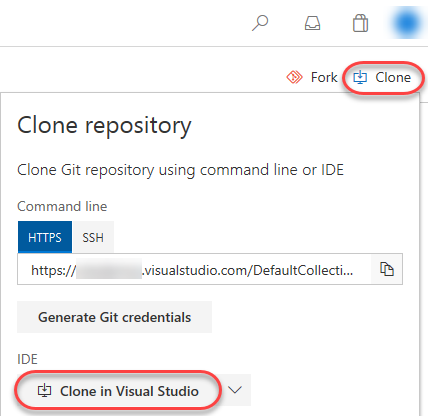 Fork Clone
Clone repository
Clone Git repository using command line or IDE
Command line
HTTPS SSH
https:// .visualstudio.com/DefaultCollecti...
Generate Git credentials
IDE
Clone in Visual Studio